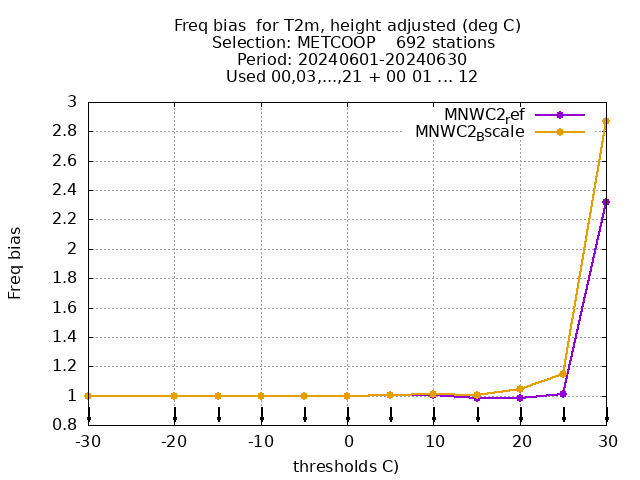 Freq bias  for T2m, height adjusted (deg C)
Selection: METCOOP    692 stations
Period: 20240601-20240630
Used 00,03,...,21 + 00 01 ... 12
MNWC2ref
MNWC2Bscale
3
2.8
2.6
2.4
2.2
2
1.8
1.6
1.4
1.2
1
0.8
Freq bias
-30 -20 -10 0 10 20 30
thresholds C)